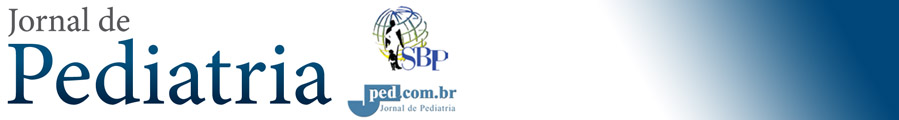 Jornal de
Pediatria
SBP
Jped.com.br
Jornal de Pediatria